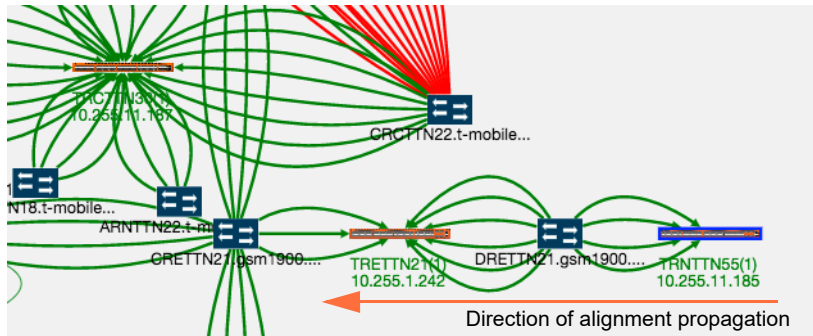 TRCTTN30(1)
10.255.11.187
CRCTTN22.t-mobile...
N18.t-mobile...
ARNTTN22.t-m
CRETTN21.gsm1900....
TRETTN21(1)
10.255.1.242
DRETTN21.gsm1900....
TRNTTN55(1)
10.255.11.185
Direction of alignment propagation